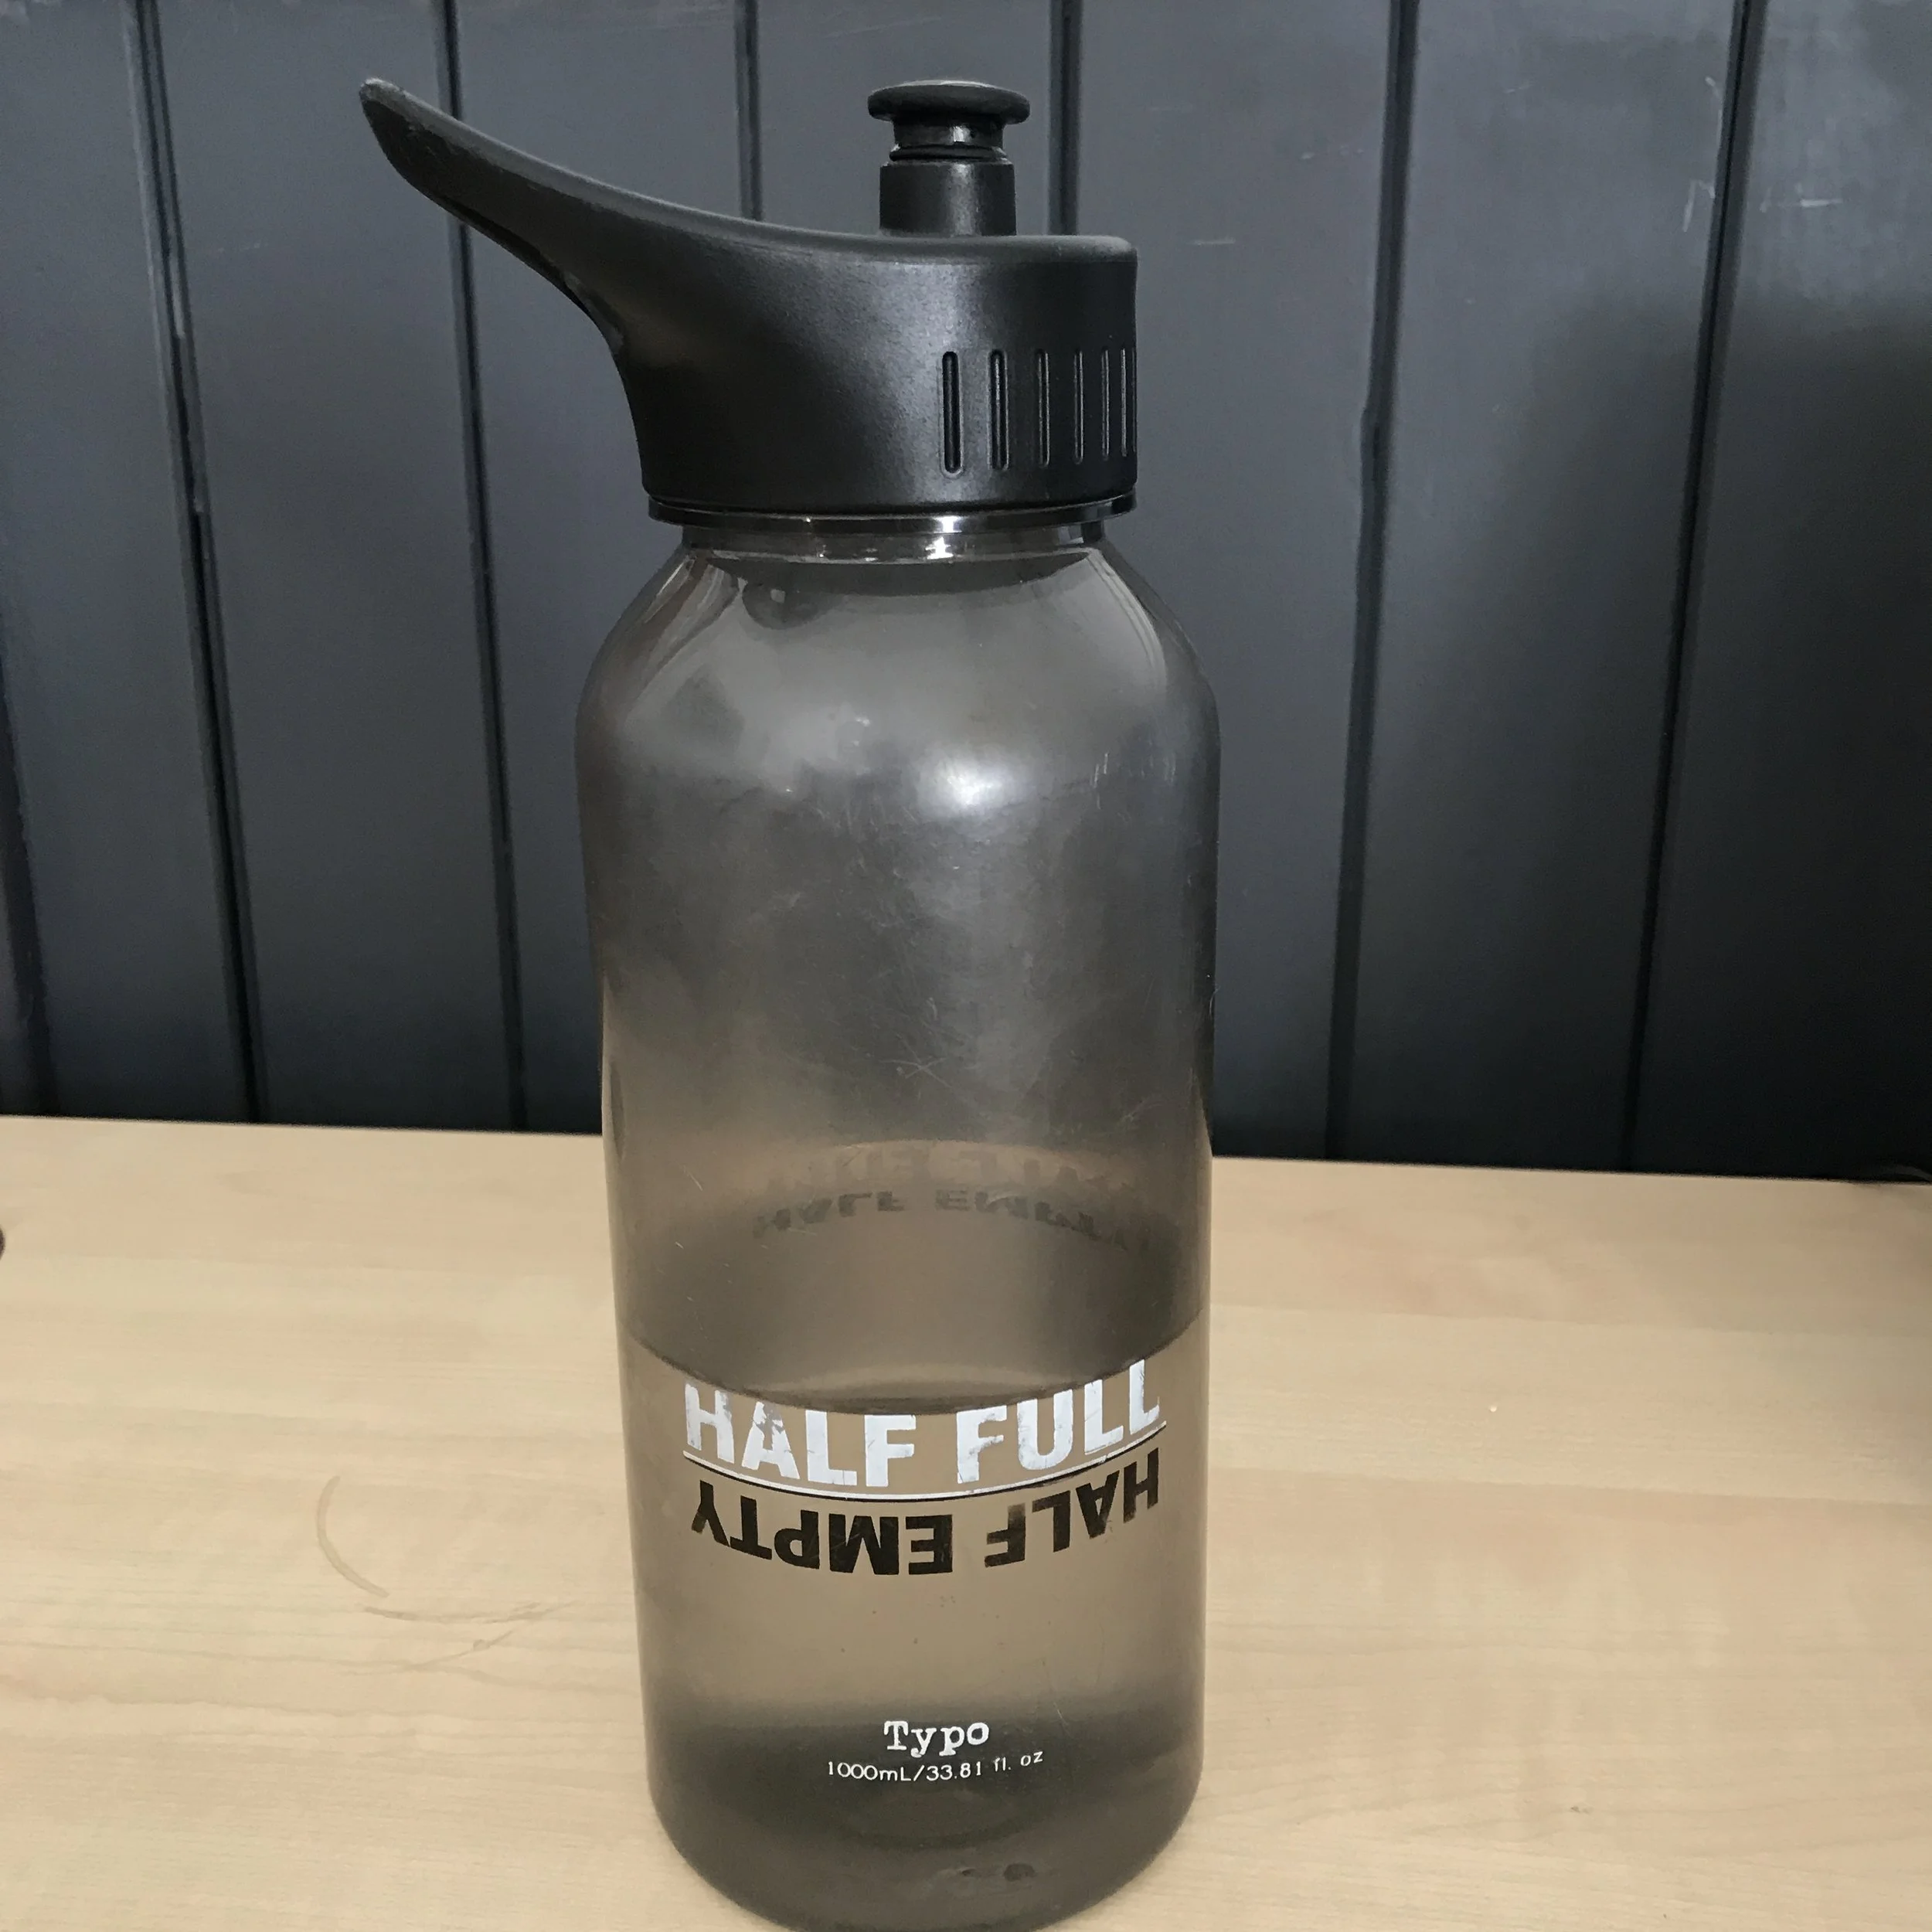 HALF FULL
HALF EMPTY
Typo
1000mL/33.81 fl. oz